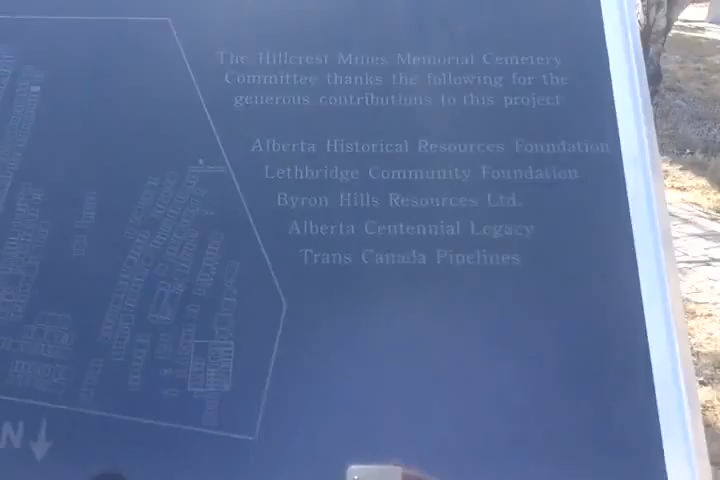 The Hillcrest Mines Memorial Cemetery
Committee thanks the following for the
generous contributions to this project
Alberta Historical Resources Foundation
Lethbridge Community Foundation
Byron Hills Resources Ltd.
Alberta Centennial Legacy
Trans Canada Pipelines
N